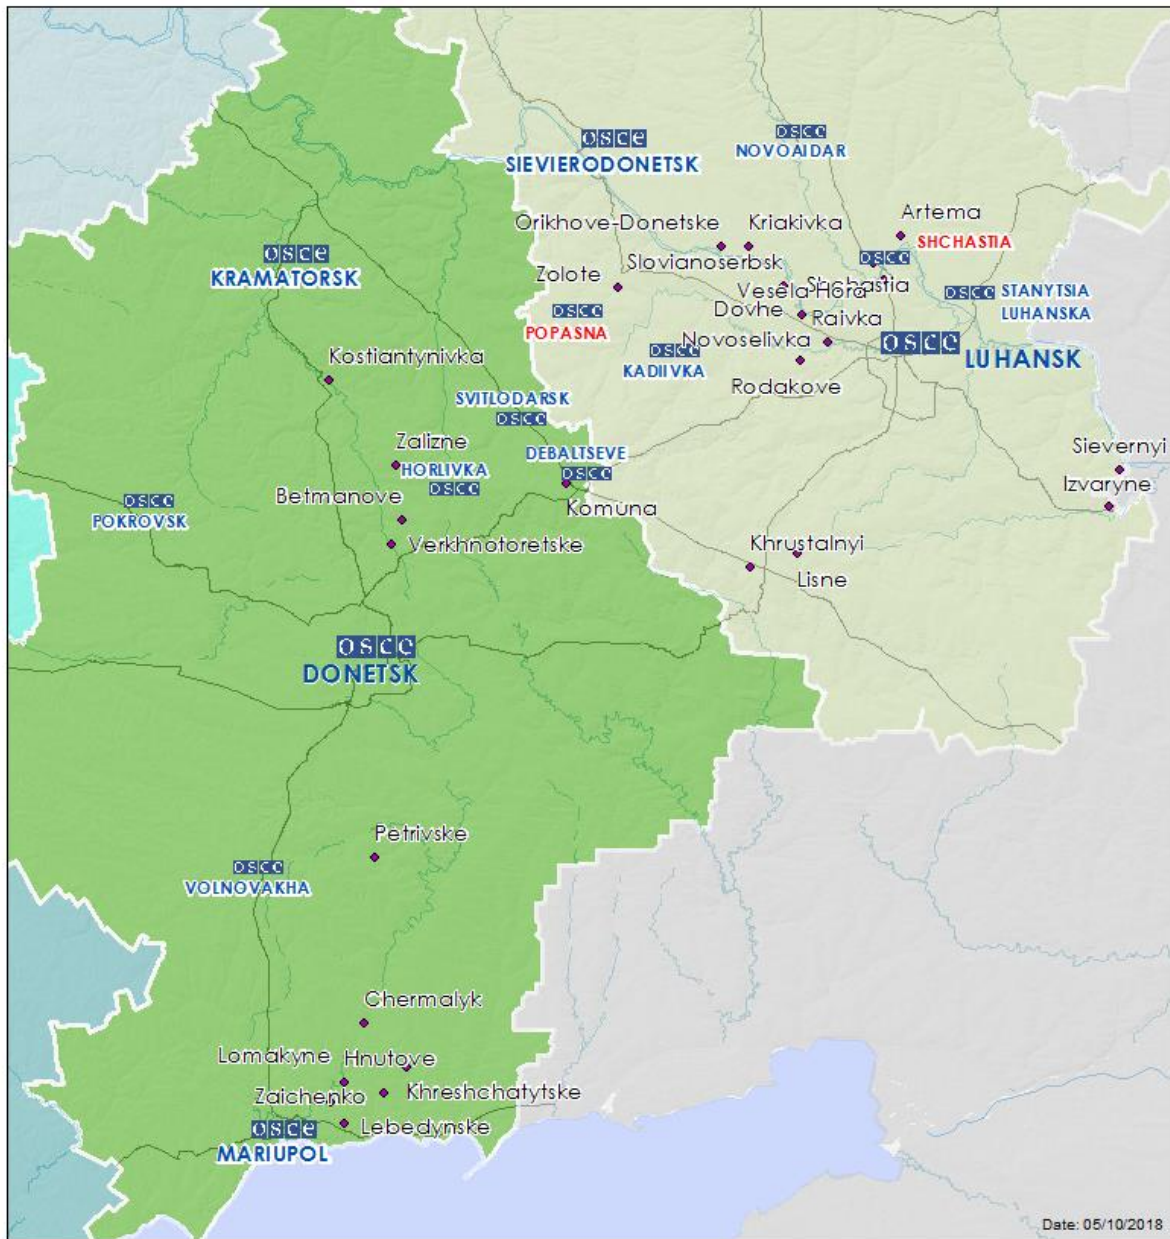 osce
SIEVIERODONETSK
osce
NOVOAIDAR
Orikhove-Donetske
Kriakivka
Artema
SHCHASTIA
osce
KRAMATORSK
Zolote
Slovianoserbsk
osce
Vesela Hora
Shchastia
osce
STANYTSIA
LUHANSKA
osce
POPASNA
Dovhe
Raivka
Novoselivka
osce
LUHANSK
osce
KADIIVKA
Rodakove
Kostiantynivka
SVITLODARSK
osce
Zalizne
HORLIVKA
osce
DEBALTSEVE
osce
Sievernyi
Izvaryne
osce
POKROVSK
Betmanove
Komuna
Verkhnotoretske
Khrustalnyi
Lisne
osce
DONETSK
Petrivske
osce
VOLNOVAKHA
Chermalyk
Lomakyne
Hnutove
Zaichenko
Khreshchatytske
osce
MARIUPOL
Lebedynske
Date: 05/10/2018